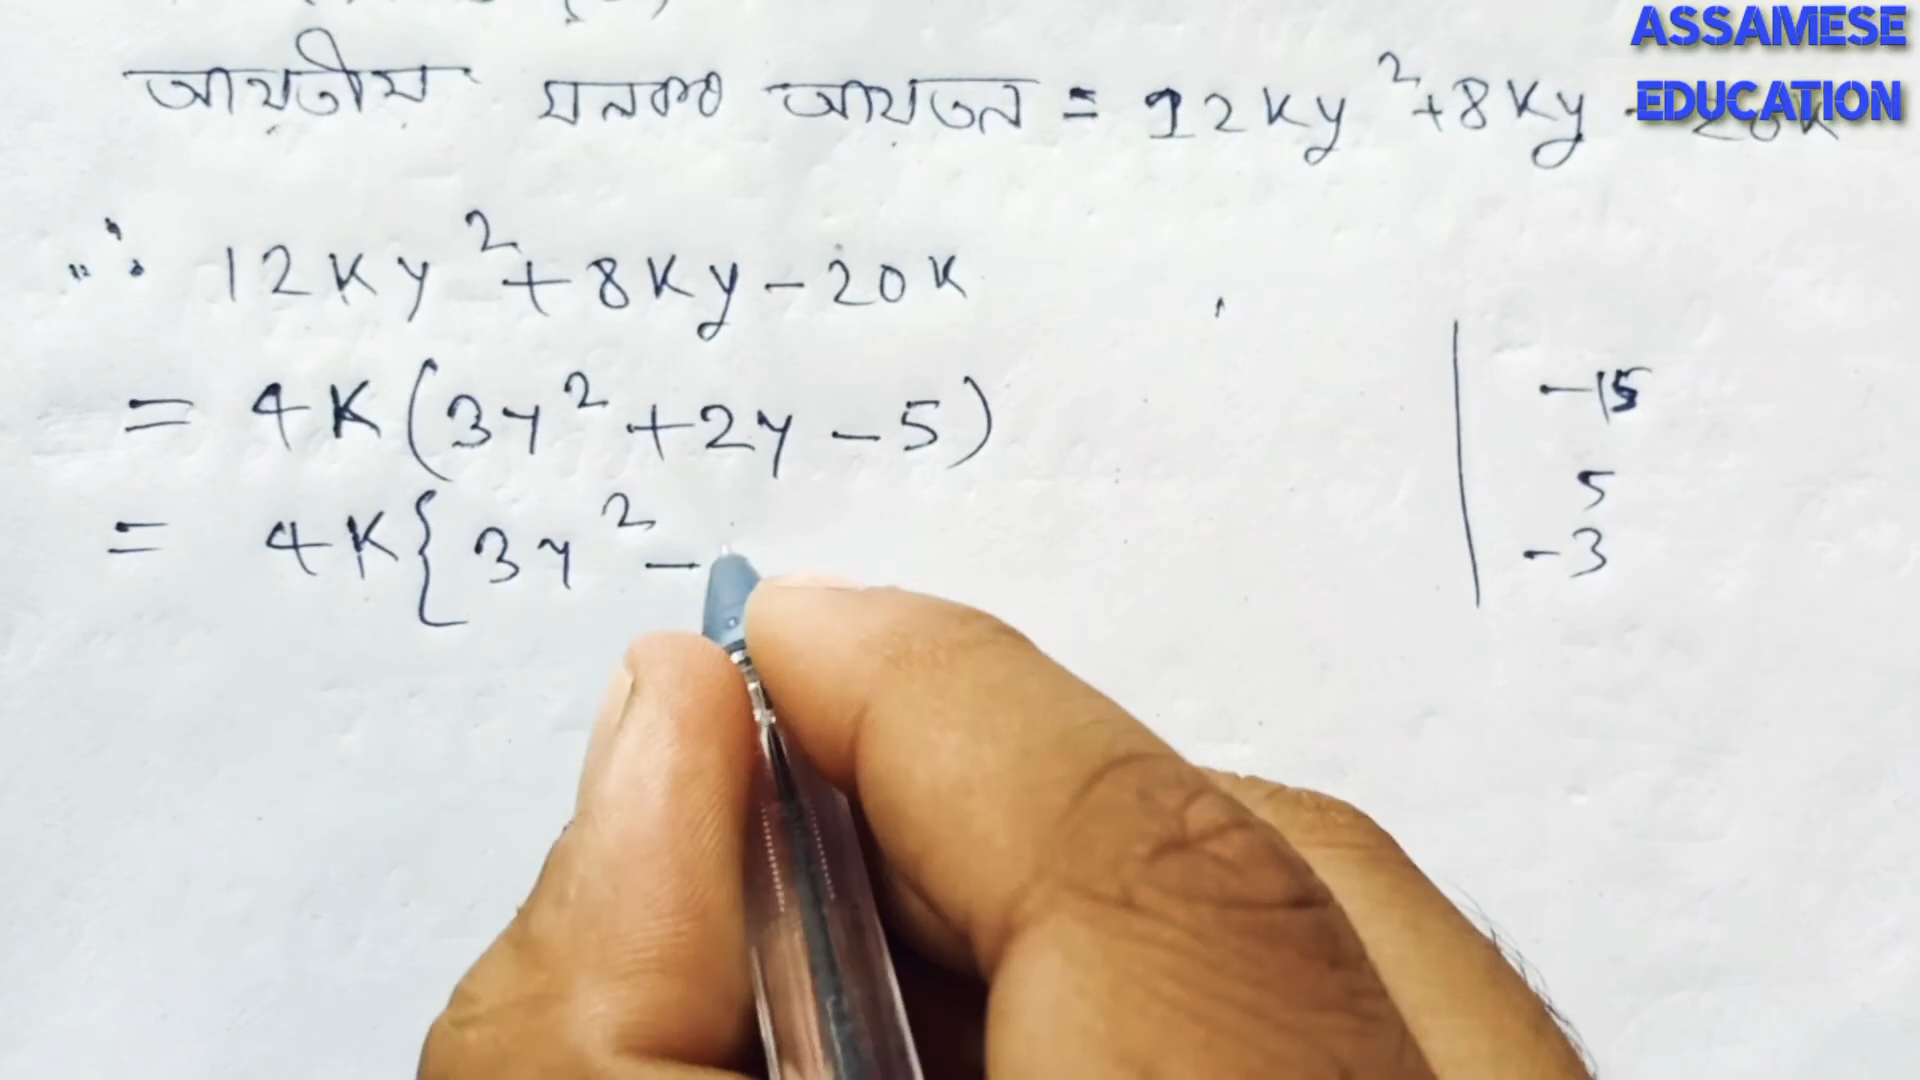 আয়তীয় ঘনকৰ আয়তন = 12Ky²+8Ky - 20K
ASSAMESE
EDUCATION
∴ 12Ky²+8Ky-20K
= 4K(3y²+2y-5)
= 4K{3y²-
-15
5
-3